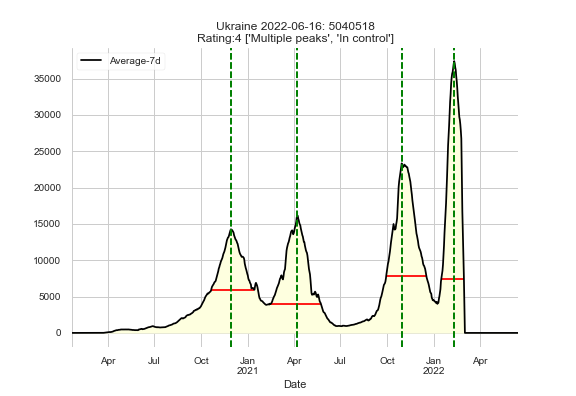 Ukraine 2022-06-16: 5040518
Rating:4 ['Multiple peaks', 'In control']
Average-7d
35000
30000
25000
20000
15000
10000
5000
0
Apr Jul Oct Jan Apr Jul Oct Jan Apr
2021 2022
Date